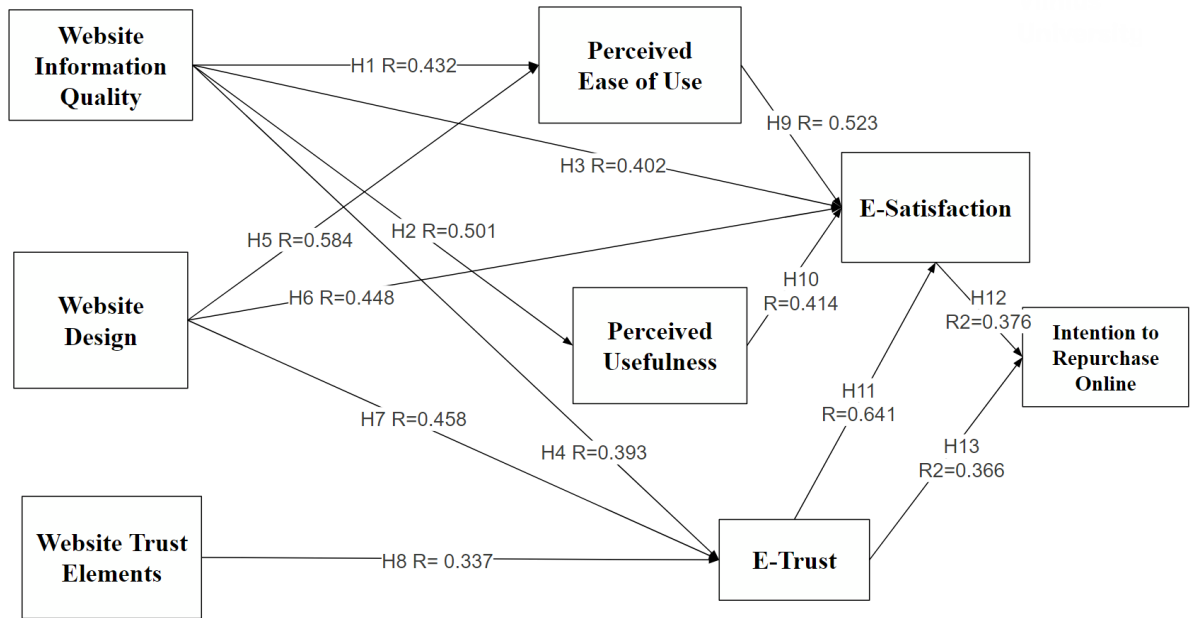 Website
Information
Quality
H1 R=0.432
Perceived
Ease of Use
H9 R= 0.523
H3 R=0.402
E-Satisfaction
H2 R=0.501
H5 R=0.584
H6 R=0.448
Website
Design
H10
R=0.414
Perceived
Usefulness
H12
R2=0.376
Intention to
Repurchase
Online
H11
R=0.641
H7 R=0.458
H4 R=0.393
H13
R2=0.366
Website Trust
Elements
H8 R= 0.337
E-Trust